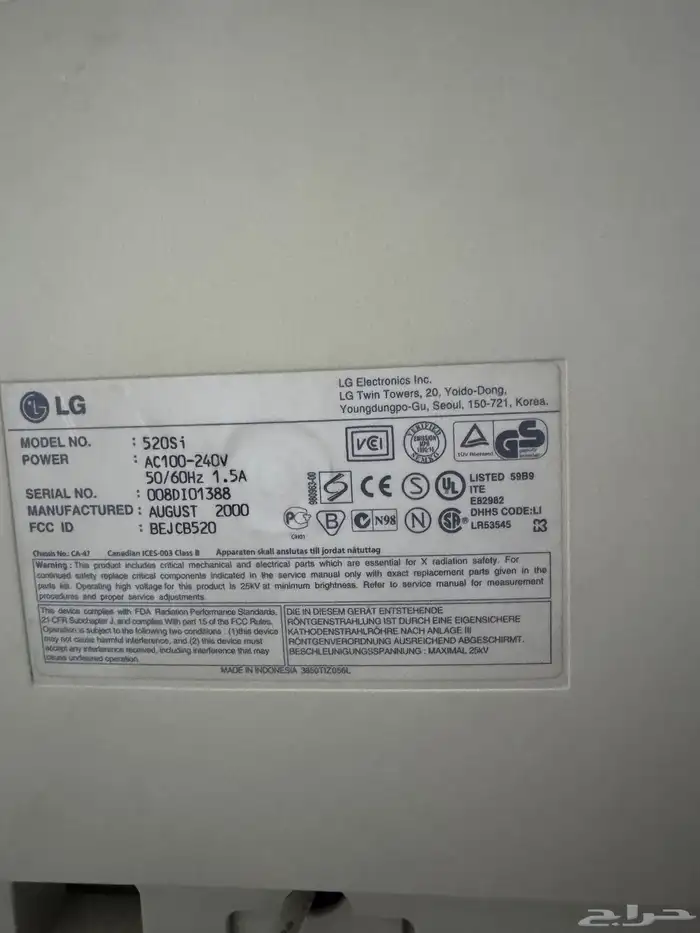 LG
LG Electronics Inc.
LG Twin Towers, 20, Yoido-Dong,
Youngdungpo-Gu, Seoul, 150-721, Korea.
MODEL NO. : 520Si
POWER : AC100-240V
50/60Hz 1.5A
SERIAL NO. : 008DI01388
MANUFACTURED : AUGUST 2000
FCC ID : BEJCB520
VCI
TÜV Rheinland
GS
S
CE
S
UL
LISTED 59B9
ITE
E82982
DHHS CODE:LI
LR53545
B
N98
N
Chassis No.: CA-47 Canadian ICES-003 Class B Apparaten skall anslutas till jordat nätuttag
Warning : This product includes critical mechanical and electrical parts which are essential for X radiation safety. For
continued safety replace critical components indicated in the service manual only with exact replacement parts given in the
parts list. Operating high voltage for this product is 25kV at minimum brightness. Refer to service manual for measurement
procedures and proper service adjustments.
This device complies with FDA Radiation Performance Standards,
21 CFR Subchapter J, and complies With part 15 of the FCC Rules.
Operation is subject to the following two conditions : (1)this device
may not cause harmful interference, and (2) this device must
accept any interference received, including interference that may
cause undesired operation.
DIE IN DIESEM GERÄT ENTSTEHENDE
RÖNTGENSTRAHLUNG IST DURCH EINE EIGENSICHERE
KATHODENSTRAHLRÖHRE NACH ANLAGE III
RÖNTGENVERORDNUNG AUSREICHEND ABGESCHIRMT.
BESCHLEUNIGUNGSSPANNUNG : MAXIMAL 25kV
MADE IN INDONESIA 3850TIZ056L
حراج